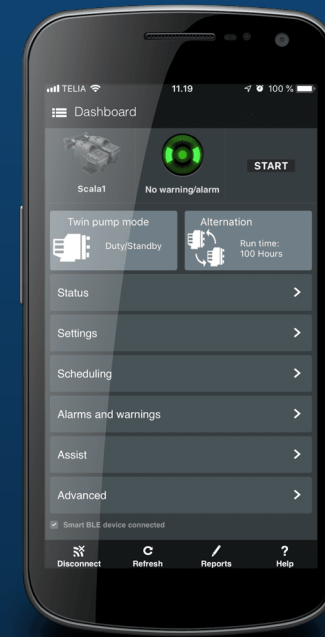 TELIA 11.19 100 %
Dashboard
Scala1 No warning/alarm START
Twin pump mode
Duty/Standby
Alternation
Run time:
100 Hours
Status
Settings
Scheduling
Alarms and warnings
Assist
Advanced
Smart BLE device connected
Disconnect Refresh Reports Help